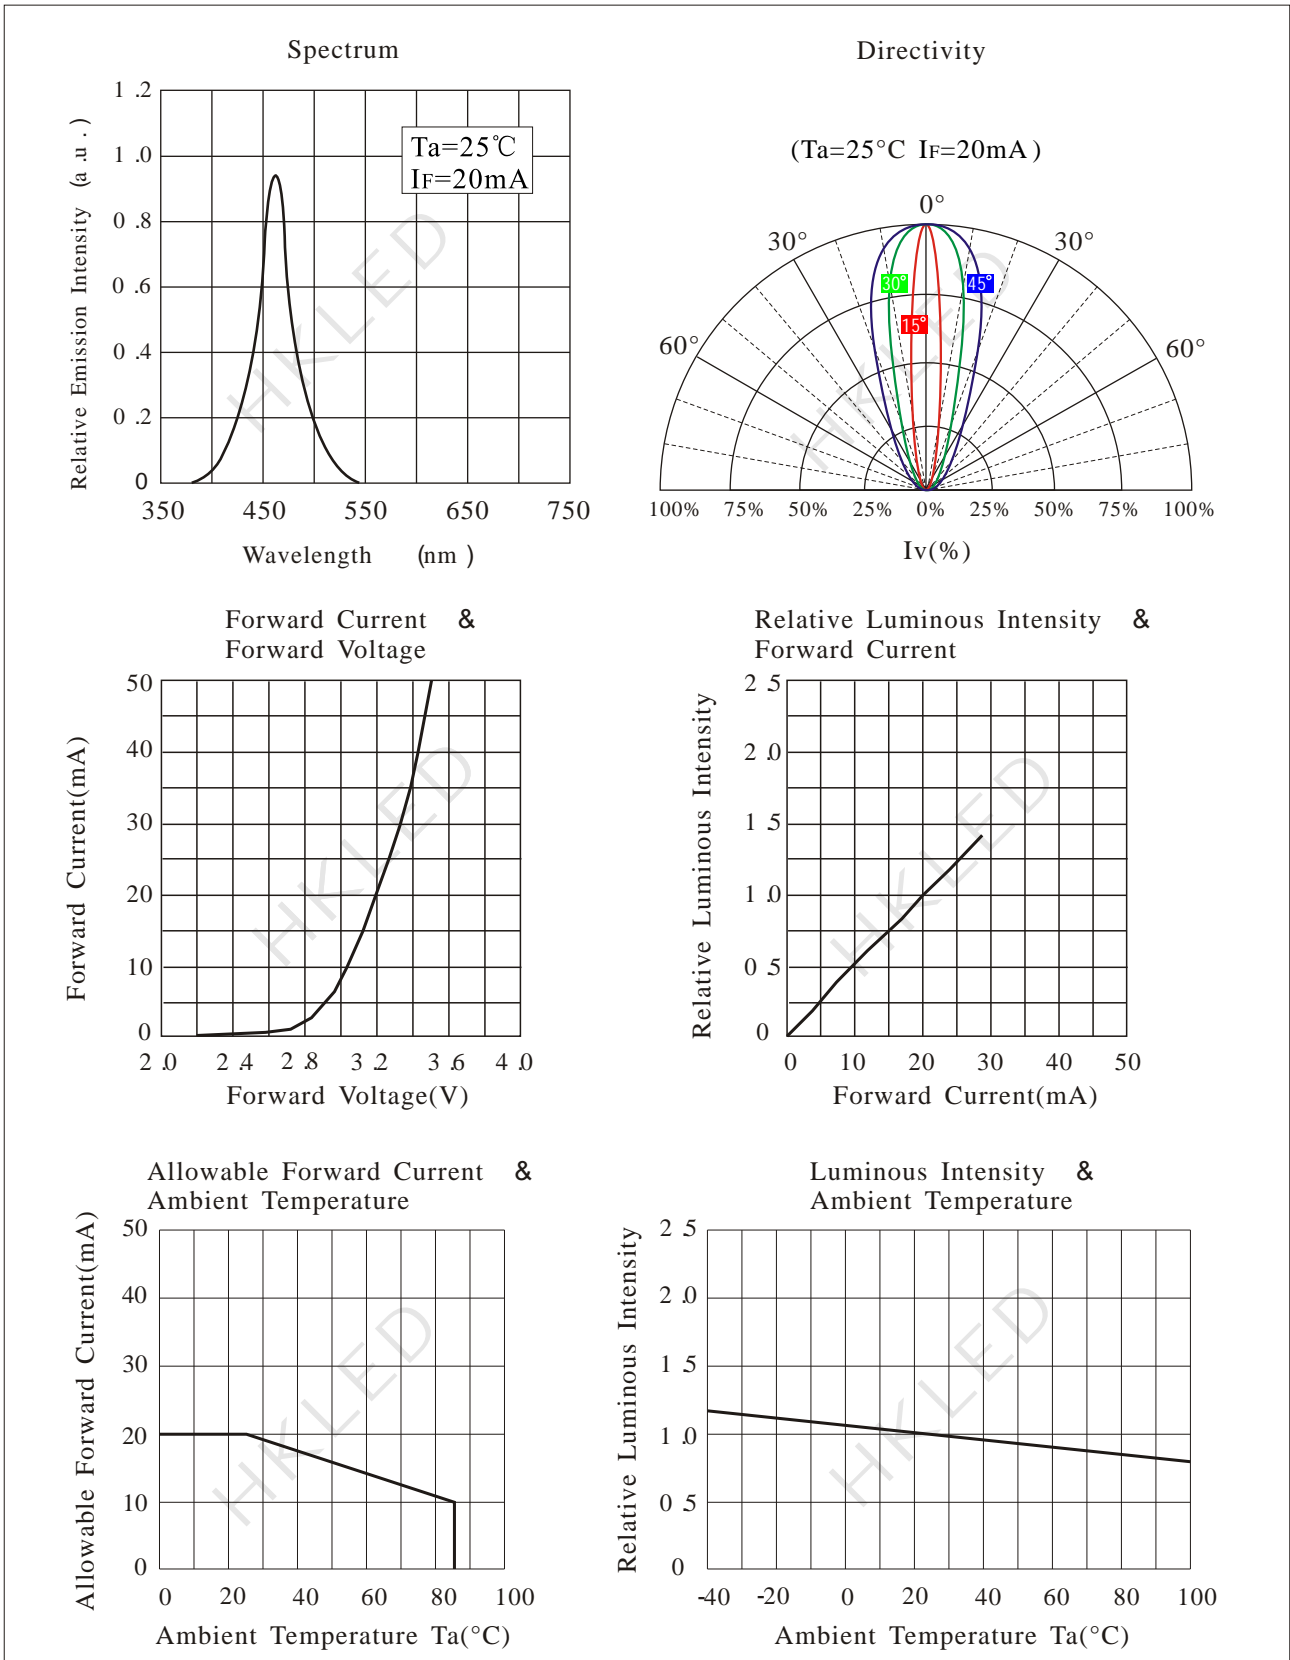 Spectrum
Relative Emission Intensity (a.u.)
1.2
1.0
0.8
0.6
0.4
0.2
0
Ta=25℃
IF=20mA
350 450 550 650 750
Wavelength (nm)
HKLED
Directivity
(Ta=25°C IF=20mA)
0°
30° 30°
60° 60°
30° 45°
15°
100% 75% 50% 25% 0% 25% 50% 75% 100%
Iv(%)
HKLED
Forward Current &
Forward Voltage
Forward Current(mA)
50
40
30
20
10
0
2.0 2.4 2.8 3.2 3.6 4.0
Forward Voltage(V)
HKLED
Relative Luminous Intensity &
Forward Current
Relative Luminous Intensity
2 5
2.0
1 5
1.0
0 5
0
0 10 20 30 40 50
Forward Current(mA)
HKLED
Allowable Forward Current &
Ambient Temperature
Allowable Forward Current(mA)
50
40
30
20
10
0
0 20 40 60 80 100
Ambient Temperature Ta(°C)
HKLED
Luminous Intensity &
Ambient Temperature
Relative Luminous Intensity
2 5
2.0
1 5
1.0
0 5
0
-40 -20 0 20 40 60 80 100
Ambient Temperature Ta(°C)
HKLED